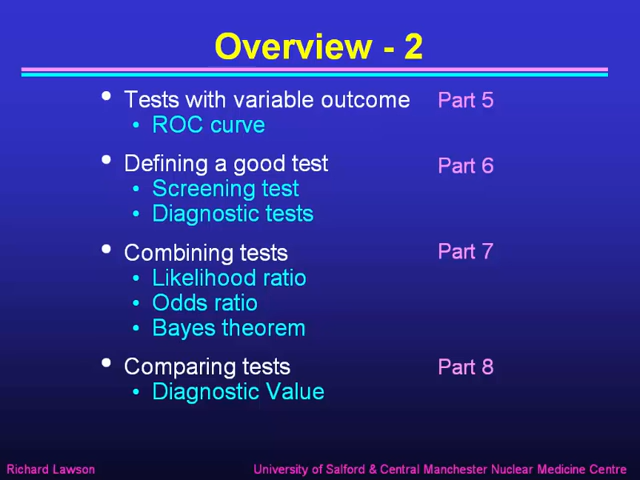 Overview - 2
• Tests with variable outcome Part 5
• ROC curve
• Defining a good test Part 6
• Screening test
• Diagnostic tests
• Combining tests Part 7
• Likelihood ratio
• Odds ratio
• Bayes theorem
• Comparing tests Part 8
• Diagnostic Value
Richard Lawson University of Salford & Central Manchester Nuclear Medicine Centre